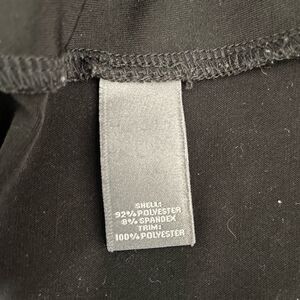 SHELL:
92% POLYESTER
8% SPANDEX
TRIM:
100% POLYESTER